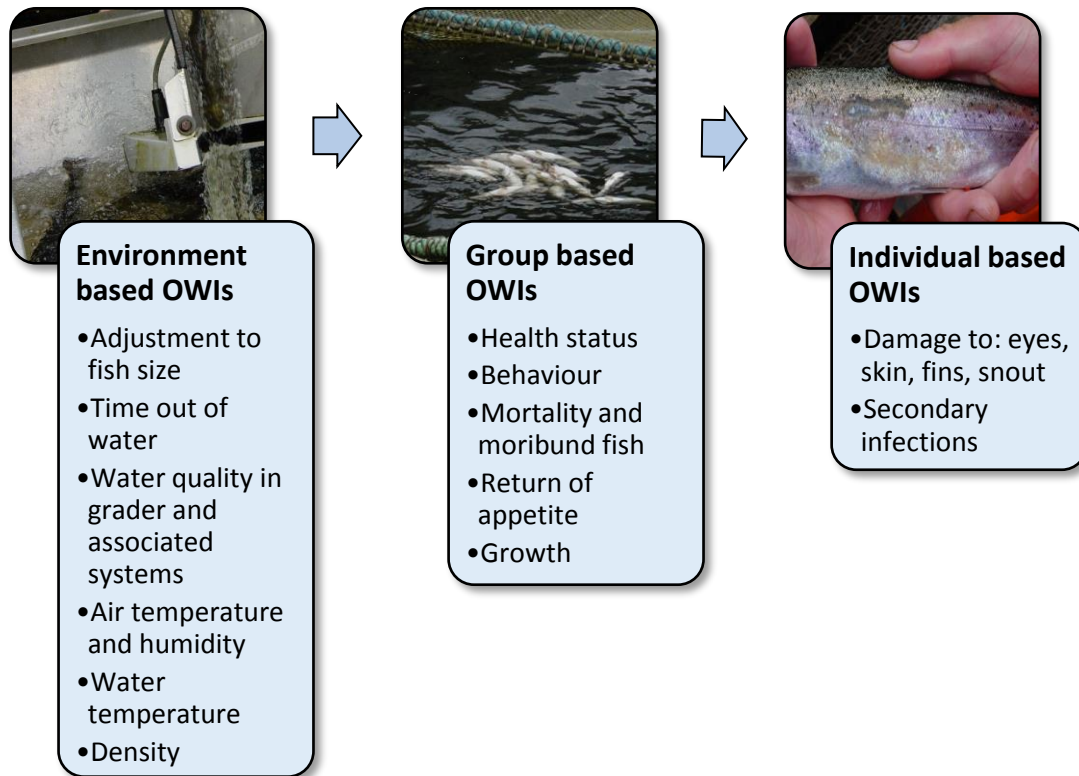 Environment
based OWIs
•Adjustment to
fish size
•Time out of
water
•Water quality in
grader and
associated
systems
•Air temperature
and humidity
•Water
temperature
•Density
Group based
OWIs
•Health status
•Behaviour
•Mortality and
moribund fish
•Return of
appetite
•Growth
Individual based
OWIs
•Damage to: eyes,
skin, fins, snout
•Secondary
infections